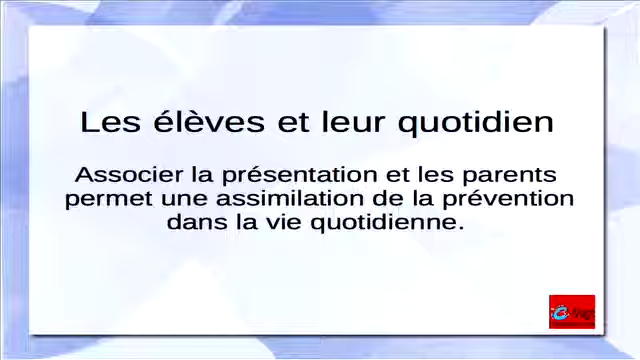 Les élèves et leur quotidien
Associer la présentation et les parents
permet une assimilation de la prévention
dans la vie quotidienne.